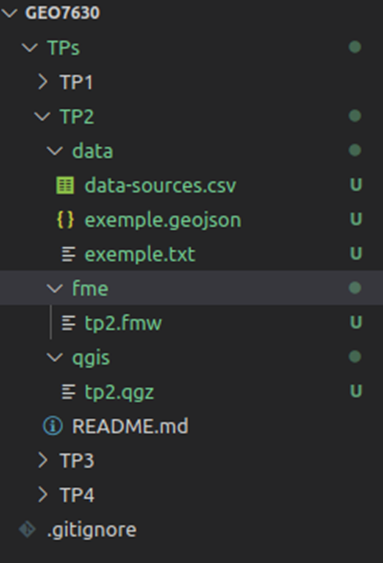 GEO7630
TPs
TP1
TP2
data
data-sources.csv U
{} exemple.geojson U
exemple.txt U
fme
tp2.fmw U
qgis
tp2.qgz U
README.md
TP3
TP4
.gitignore